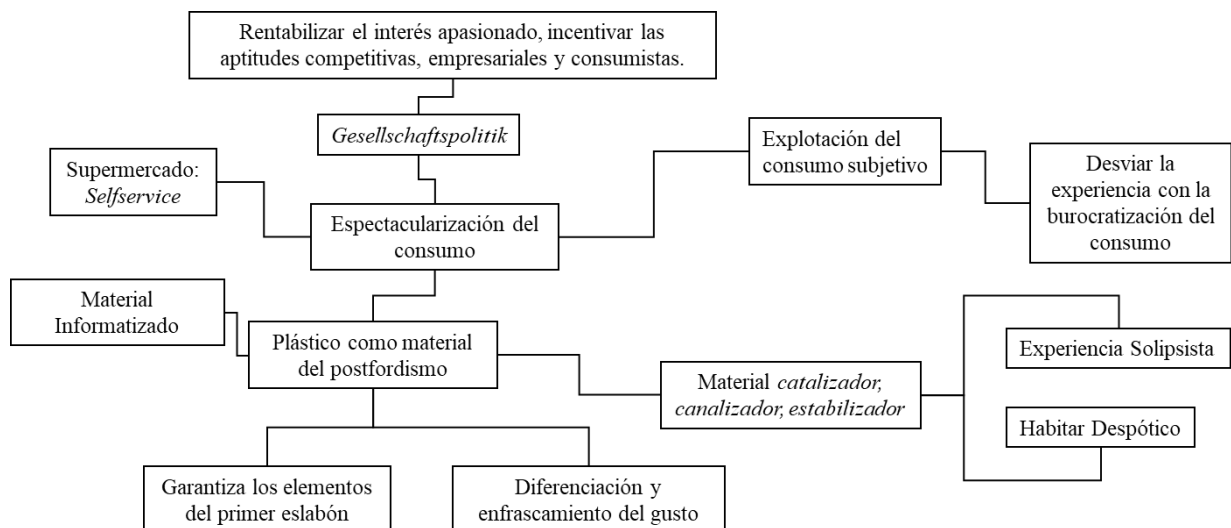 Rentabilizar el interés apasionado, incentivar las
aptitudes competitivas, empresariales y consumistas.
Gesellschaftspolitik
Supermercado:
Selfservice
Explotación del
consumo subjetivo
Desviar la
experiencia con la
burocratización del
consumo
Espectacularización del
consumo
Material
Informatizado
Plástico como material
del postfordismo
Material catalizador,
canalizador, estabilizador
Experiencia Solipsista
Habitar Despótico
Garantiza los elementos
del primer eslabón
Diferenciación y
enfrascamiento del gusto